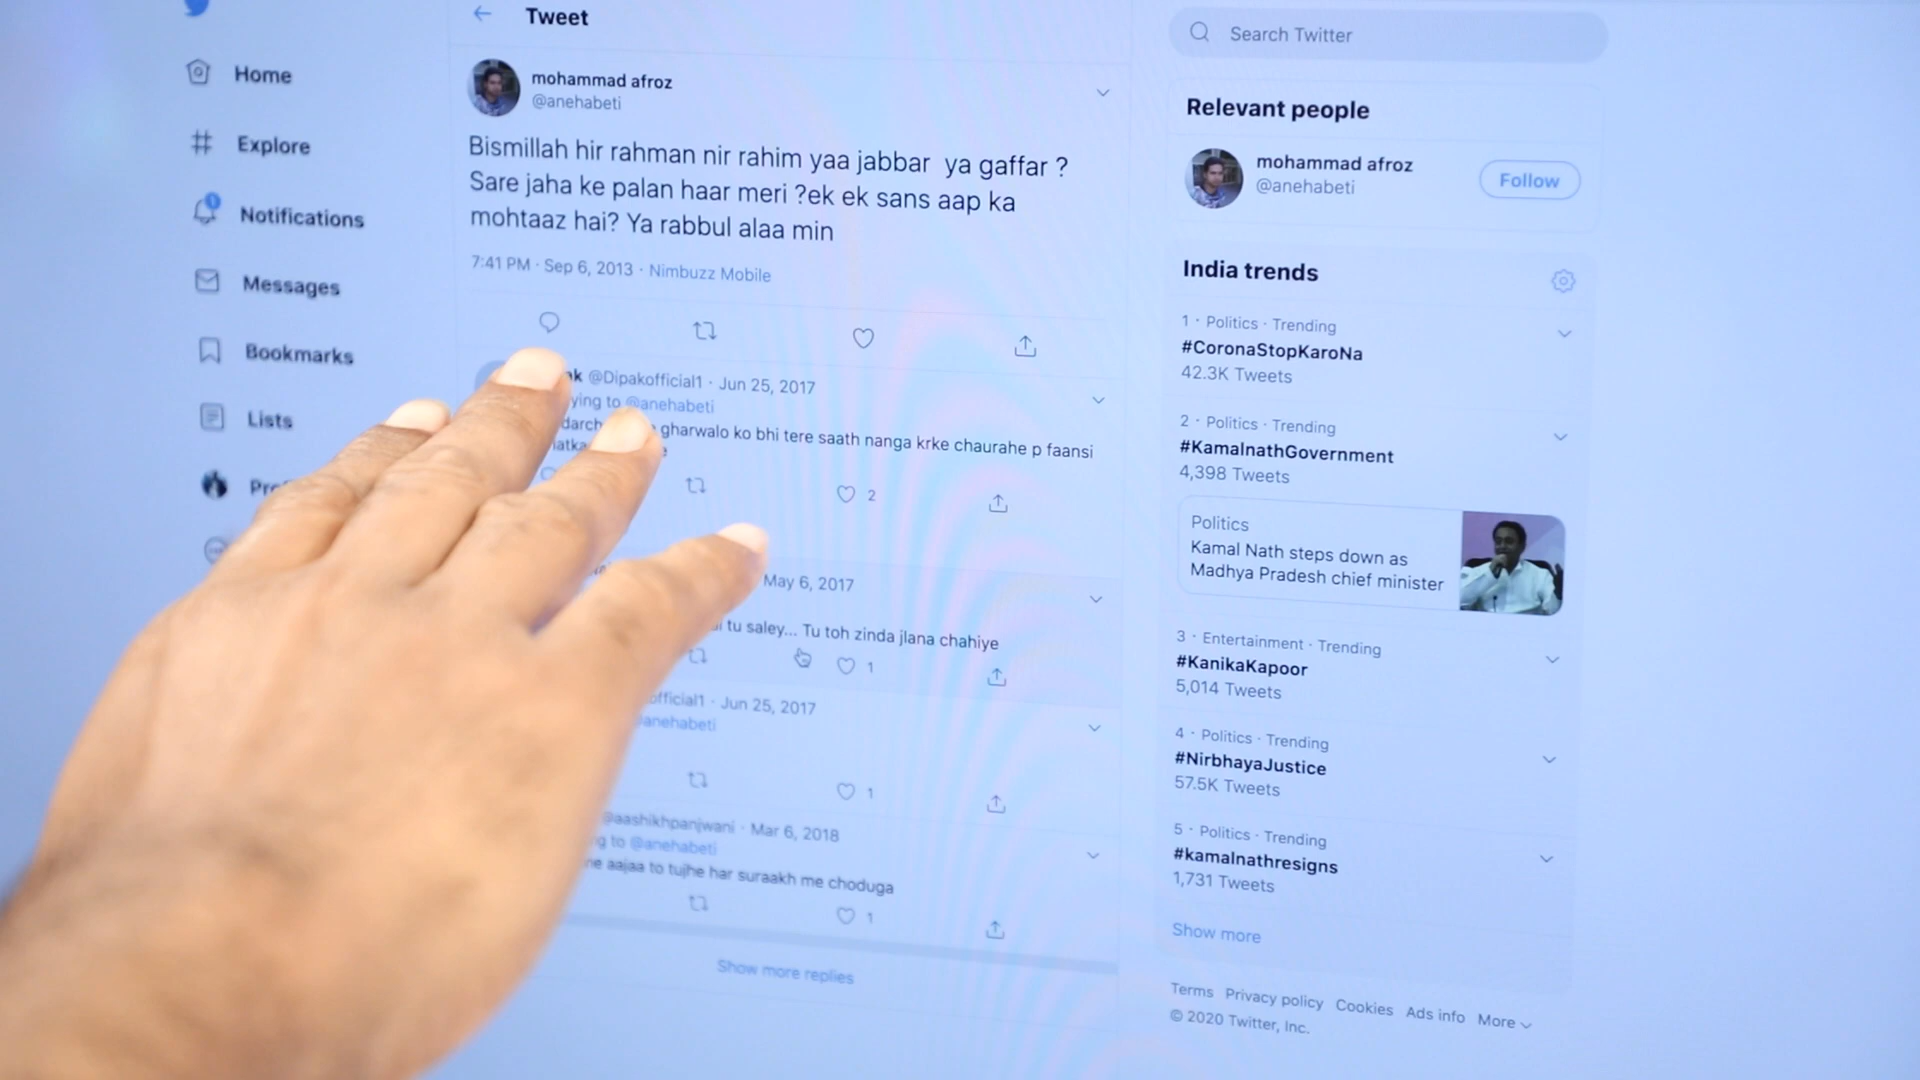 Tweet
Search Twitter
Home
Explore
Notifications
1
Messages
Bookmarks
Lists
mohammad afroz
@anehabeti
Bismillah hir rahman nir rahim yaa jabbar ya gaffar ?
Sare jaha ke palan haar meri ?ek ek sans aap ka
mohtaaz hai? Ya rabbul alaa min
7:41 PM · Sep 6, 2013 · Nimbuzz Mobile
@Dipakofficial1 · Jun 25, 2017
to @anehabeti
gharwalo ko bhi tere saath nanga krke chaurahe p faansi
2
May 6, 2017
tu saley... Tu toh zinda jlana chahiye
1
Jun 25, 2017
@anehabeti
1
@aashikhpanjwani · Mar 6, 2018
to @anehabeti
aajaa to tujhe har suraakh me choduga
1
Show more replies
Relevant people
mohammad afroz
@anehabeti
Follow
India trends
1 · Politics · Trending
#CoronaStopKaroNa
42.3K Tweets
2 · Politics · Trending
#KamalnathGovernment
4,398 Tweets
Politics
Kamal Nath steps down as
Madhya Pradesh chief minister
3 · Entertainment · Trending
#KanikaKapoor
5,014 Tweets
4 · Politics · Trending
#NirbhayaJustice
57.5K Tweets
5 · Politics · Trending
#kamalnathresigns
1,731 Tweets
Show more
Terms Privacy policy Cookies Ads info More
© 2020 Twitter, Inc.